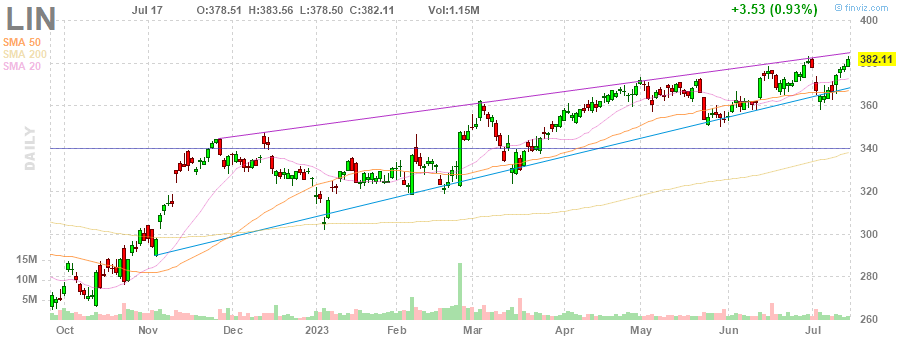 LIN Jul 17 O:378.51 H:383.56 L:378.50 C:382.11 Vol:1.15M +3.53 (0.93%) © finviz.com
SMA 50
SMA 200
SMA 20
DAILY
400
380
382.11
360
340
320
300
280
260
15M
10M
5M
Oct Nov Dec 2023 Feb Mar Apr May Jun Jul